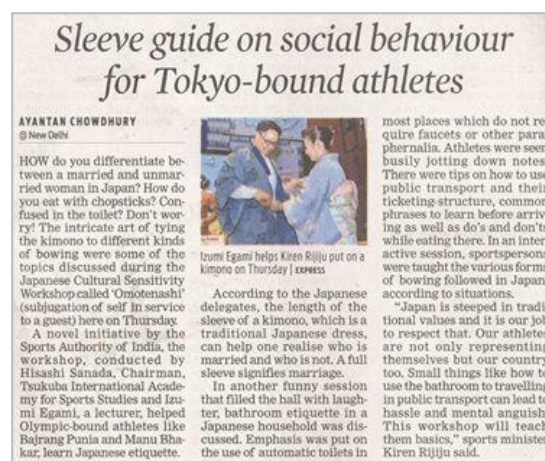 Sleeve guide on social behaviour
for Tokyo-bound athletes
AYANTAN CHOWDHURY
@ New Delhi
HOW do you differentiate be-
tween a married and unmar-
ried woman in Japan? How do
you eat with chopsticks? Con-
fused in the toilet? Don't wor-
ry! The intricate art of tying
the kimono to different kinds
of bowing were some of the
topics discussed during the
Japanese Cultural Sensitivity
Workshop called 'Omotenashi'
(subjugation of self in service
to a guest) here on Thursday.
A novel initiative by the
Sports Authority of India, the
workshop, conducted by
Hisashi Sanada, Chairman,
Tsukuba International Acade-
my for Sports Studies and Izu-
mi Egami, a lecturer, helped
Olympic-bound athletes like
Bajrang Punia and Manu Bha-
kar, learn Japanese etiquette.
Izumi Egami helps Kiren Rijiju put on a
kimono on Thursday | EXPRESS
According to the Japanese
delegates, the length of the
sleeve of a kimono, which is a
traditional Japanese dress,
can help one realise who is
married and who is not. A full
sleeve signifies marriage.
In another funny session
that filled the hall with laugh-
ter, bathroom etiquette in a
Japanese household was dis-
cussed. Emphasis was put on
the use of automatic toilets in
most places which do not re
quire faucets or other para
phernalia. Athletes were seen
busily jotting down notes
There were tips on how to use
public transport and their
ticketing-structure, common
phrases to learn before arriv
ing as well as do's and don'ts
while eating there. In an inter
active session, sportspersons
were taught the various forms
of bowing followed in Japan
according to situations.
"Japan is steeped in tradi
tional values and it is our job
to respect that. Our athletes
are not only representing
themselves but our country
too. Small things like how to
use the bathroom to travelling
in public transport can lead to
hassle and mental anguish
This workshop will teach
them basics," sports minister
Kiren Rijiju said.